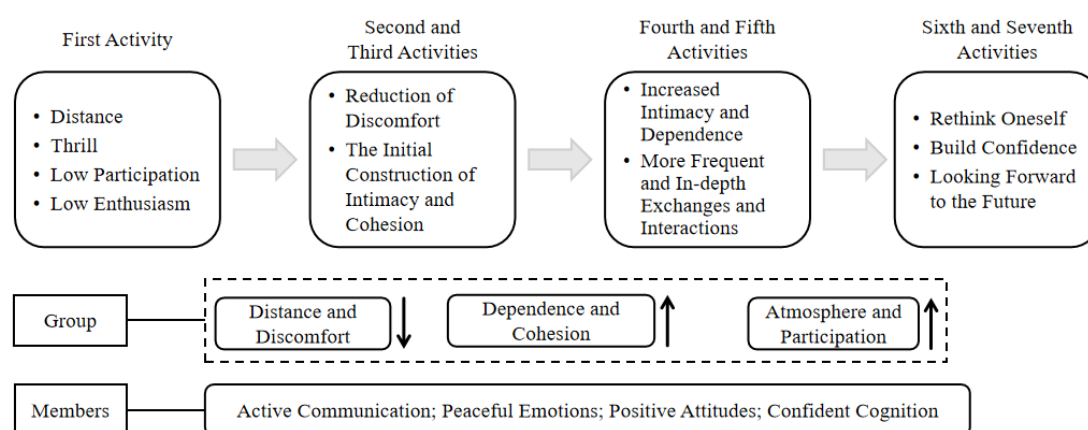 First Activity
Second and
Third Activities
Fourth and Fifth
Activities
Sixth and Seventh
Activities
• Distance
• Thrill
• Low Participation
• Low Enthusiasm
• Reduction of
Discomfort
• The Initial
Construction of
Intimacy and
Cohesion
• Increased
Intimacy and
Dependence
• More Frequent
and In-depth
Exchanges and
Interactions
• Rethink Oneself
• Build Confidence
• Looking Forward
to the Future
Group
Distance and
Discomfort
Dependence and
Cohesion
Atmosphere and
Participation
Members
Active Communication; Peaceful Emotions; Positive Attitudes; Confident Cognition